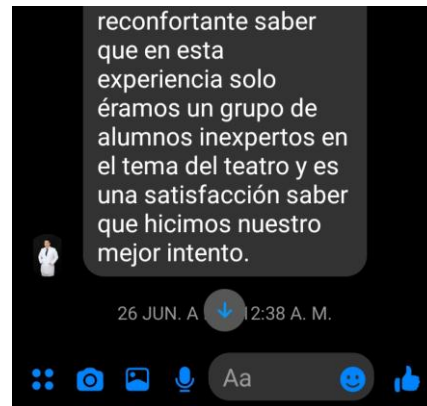 reconfortante saber
que en esta
experiencia solo
éramos un grupo de
alumnos inexpertos en
el tema del teatro y es
una satisfacción saber
que hicimos nuestro
mejor intento.
26 JUN. A 12:38 A. M.
Aa